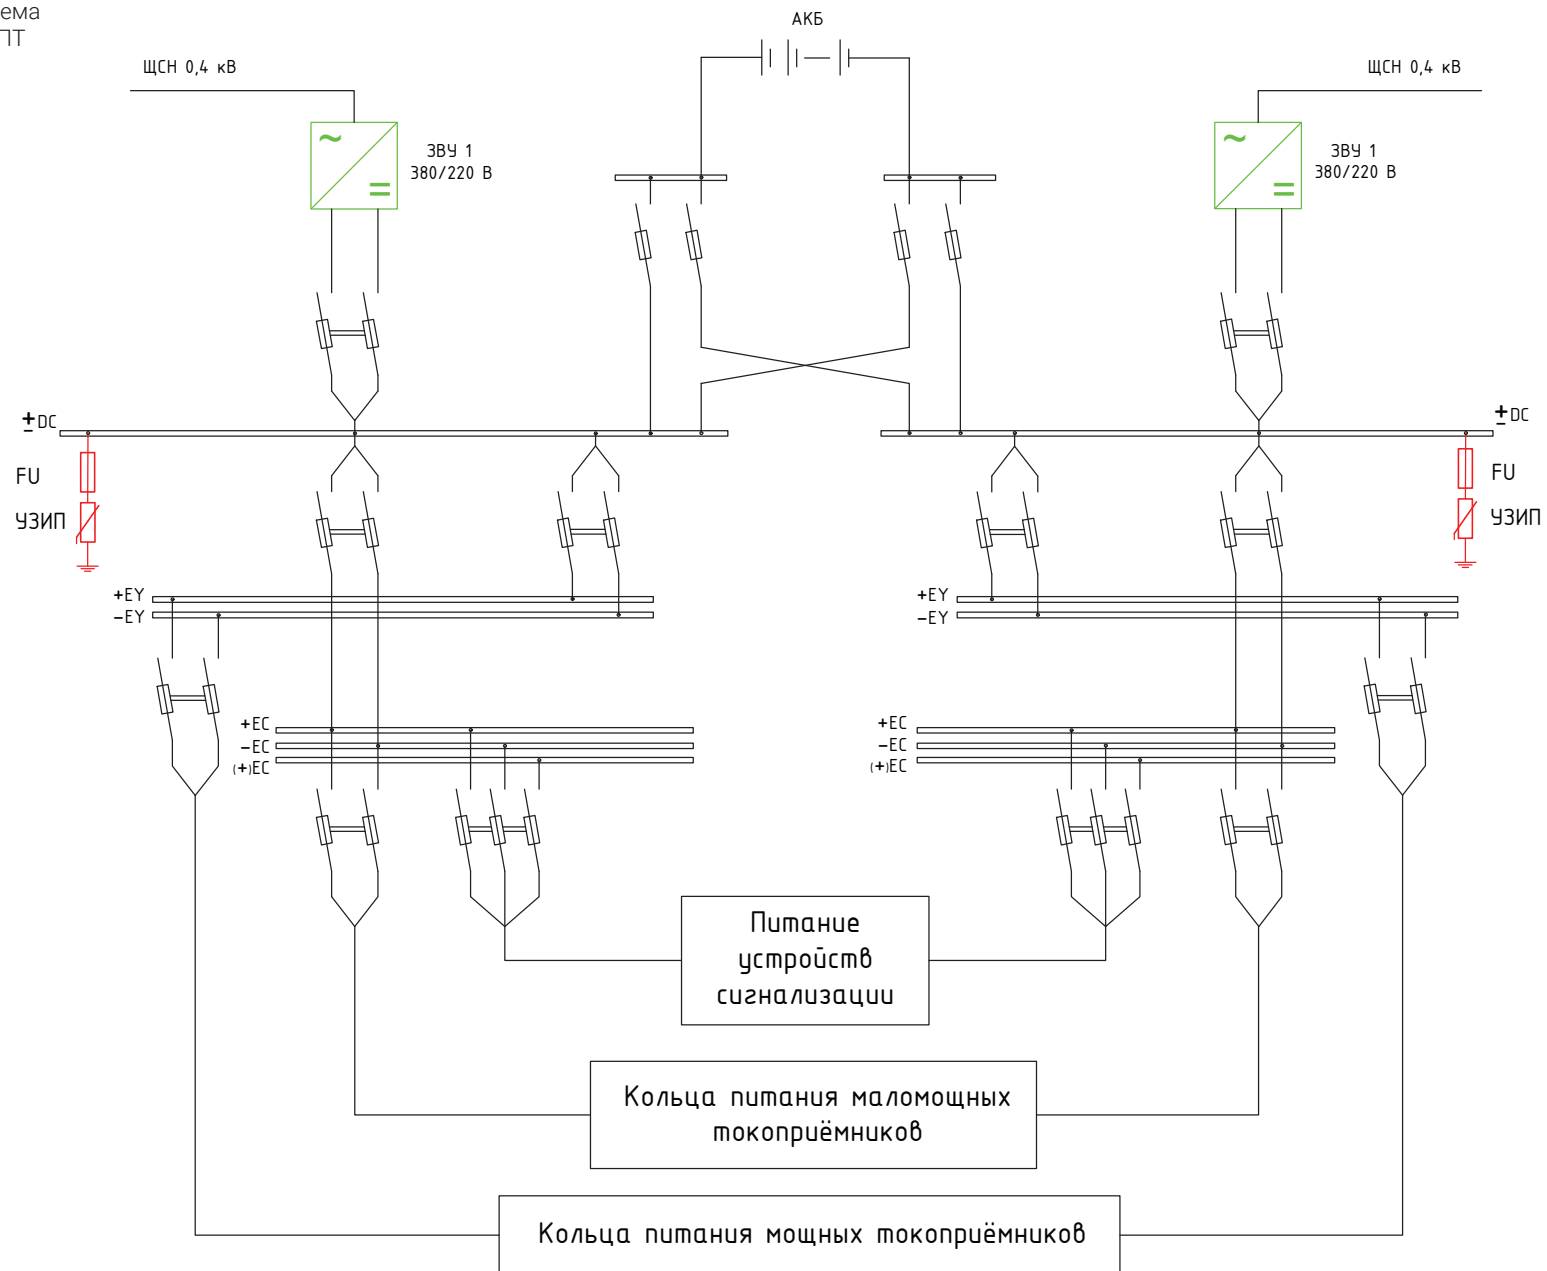 ема
ПТ
АКБ
ЩСН 0,4 кВ
ЩСН 0,4 кВ
ЗВУ 1
380/220 В
ЗВУ 1
380/220 В
±DC
±DC
FU
FU
УЗИП
УЗИП
+EY
−EY
+EY
−EY
+EC
−EC
(+)EC
+EC
−EC
(+)EC
Питание
устройств
сигнализации
Кольца питания маломощных
токоприёмников
Кольца питания мощных токоприёмников